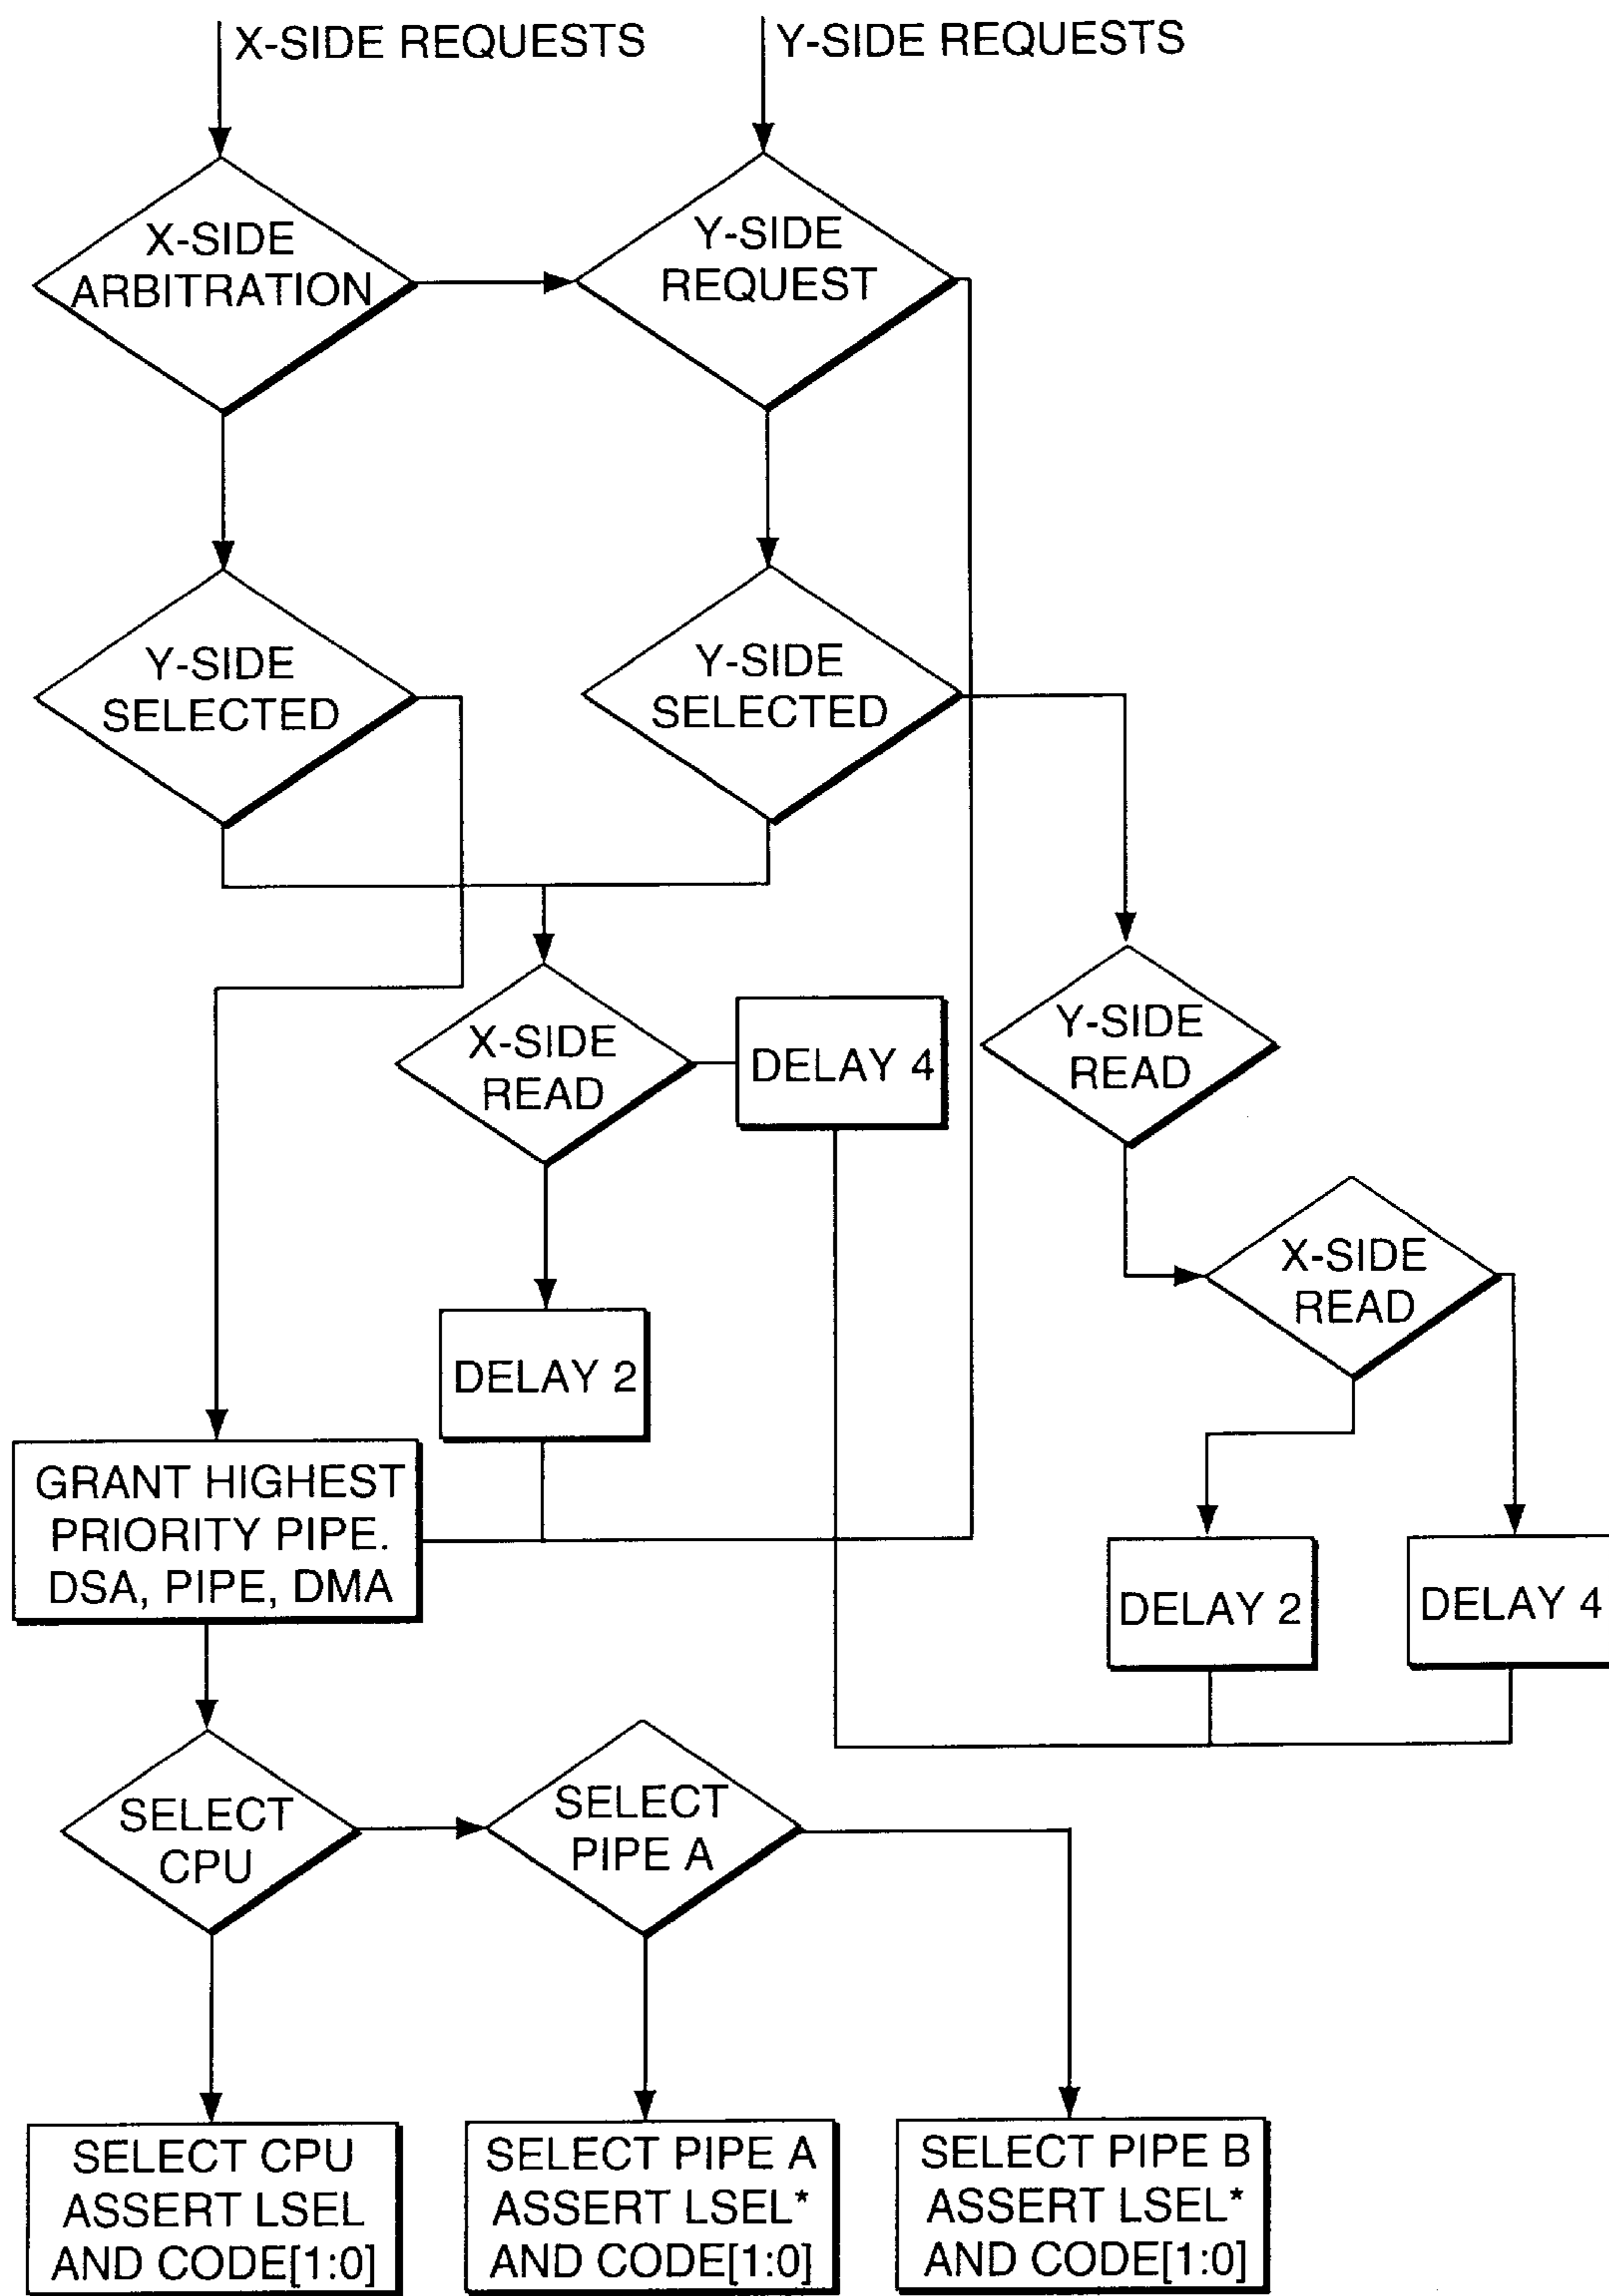 X-SIDE REQUESTS
Y-SIDE REQUESTS
X-SIDE
ARBITRATION
Y-SIDE
REQUEST
Y-SIDE
SELECTED
Y-SIDE
SELECTED
X-SIDE
READ
DELAY 4
Y-SIDE
READ
X-SIDE
READ
DELAY 2
GRANT HIGHEST
PRIORITY PIPE.
DSA, PIPE, DMA
DELAY 2
DELAY 4
SELECT
CPU
SELECT
PIPE A
SELECT CPU
ASSERT LSEL
AND CODE[1:0]
SELECT PIPE A
ASSERT LSEL*
AND CODE[1:0]
SELECT PIPE B
ASSERT LSEL*
AND CODE[1:0]